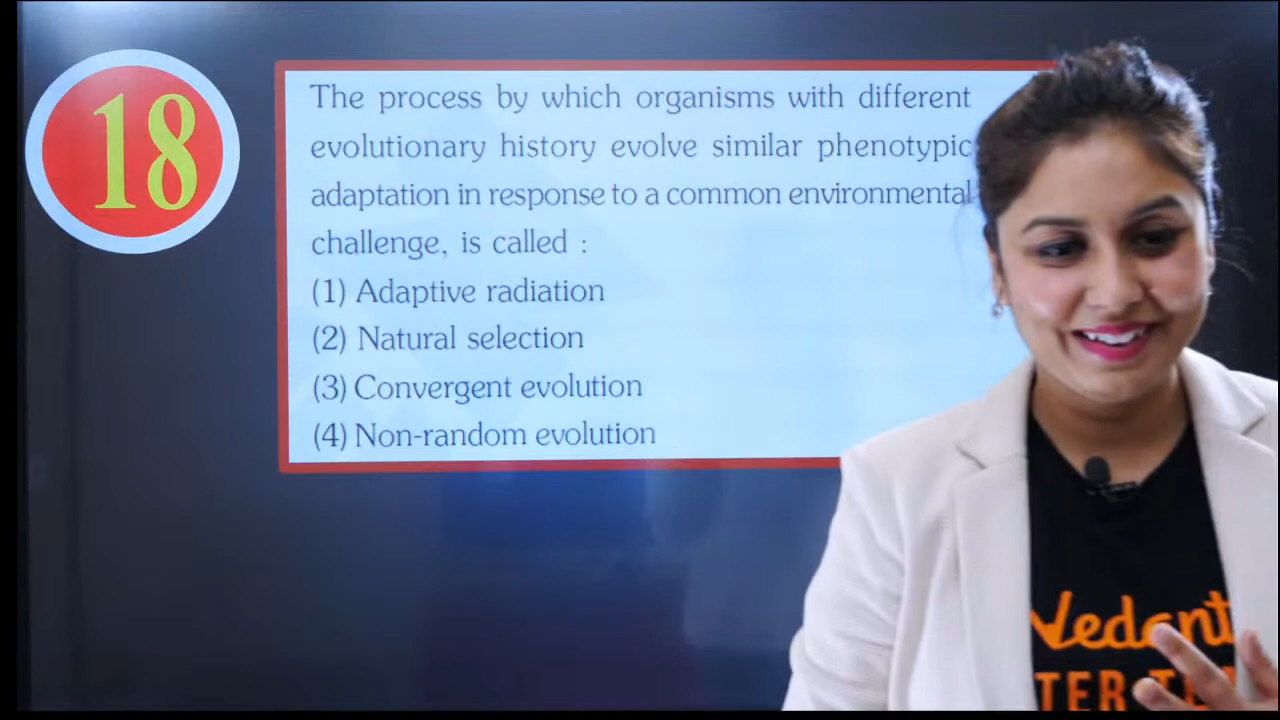 18
The process by which organisms with different
evolutionary history evolve similar phenotypic
adaptation in response to a common environmental
challenge, is called :
(1) Adaptive radiation
(2) Natural selection
(3) Convergent evolution
(4) Non-random evolution